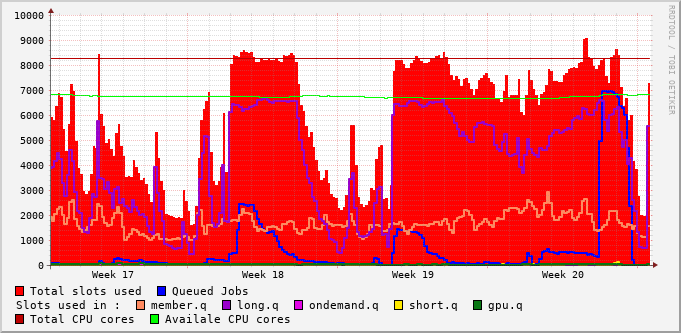 10000
9000
8000
7000
6000
5000
4000
3000
2000
1000
0
Week 17 Week 18 Week 19 Week 20
Total slots used Queued Jobs
Slots used in : member.q long.q ondemand.q short.q gpu.q
Total CPU cores Availale CPU cores
RRDTOOL / TOBI OETIKER